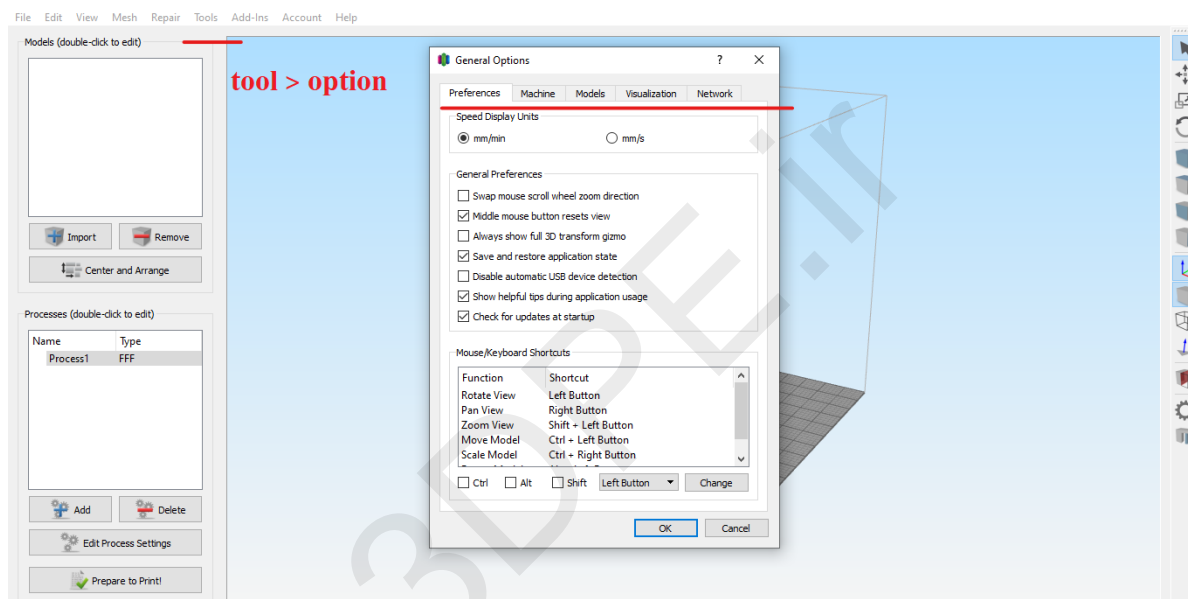 File Edit View Mesh Repair Tools Add-Ins Account Help
Models (double-click to edit)
tool > option
Import
Remove
Center and Arrange
Processes (double-click to edit)
Name Type
Process1 FFF
Add
Delete
Edit Process Settings
Prepare to Print!
General Options ?
Preferences Machine Models Visualization Network
Speed Display Units
mm/min mm/s
General Preferences
Swap mouse scroll wheel zoom direction
Middle mouse button resets view
Always show full 3D transform gizmo
Save and restore application state
Disable automatic USB device detection
Show helpful tips during application usage
Check for updates at startup
Mouse/Keyboard Shortcuts
Function Shortcut
Rotate View Left Button
Pan View Right Button
Zoom View Shift + Left Button
Move Model Ctrl + Left Button
Scale Model Ctrl + Right Button
Ctrl Alt Shift Left Button Change
OK Cancel
3DPE.ir